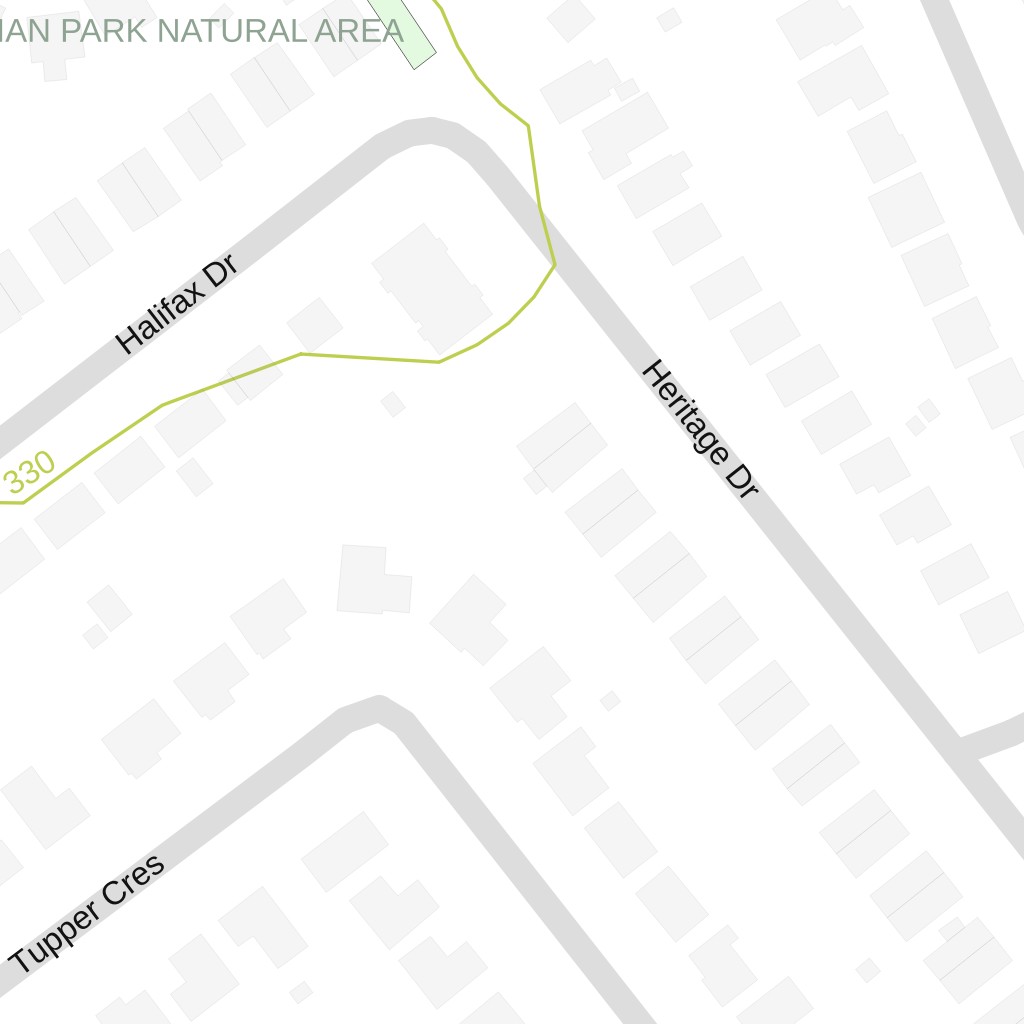 IAN PARK NATURAL AREA
Halifax Dr
Heritage Dr
330
Tupper Cres